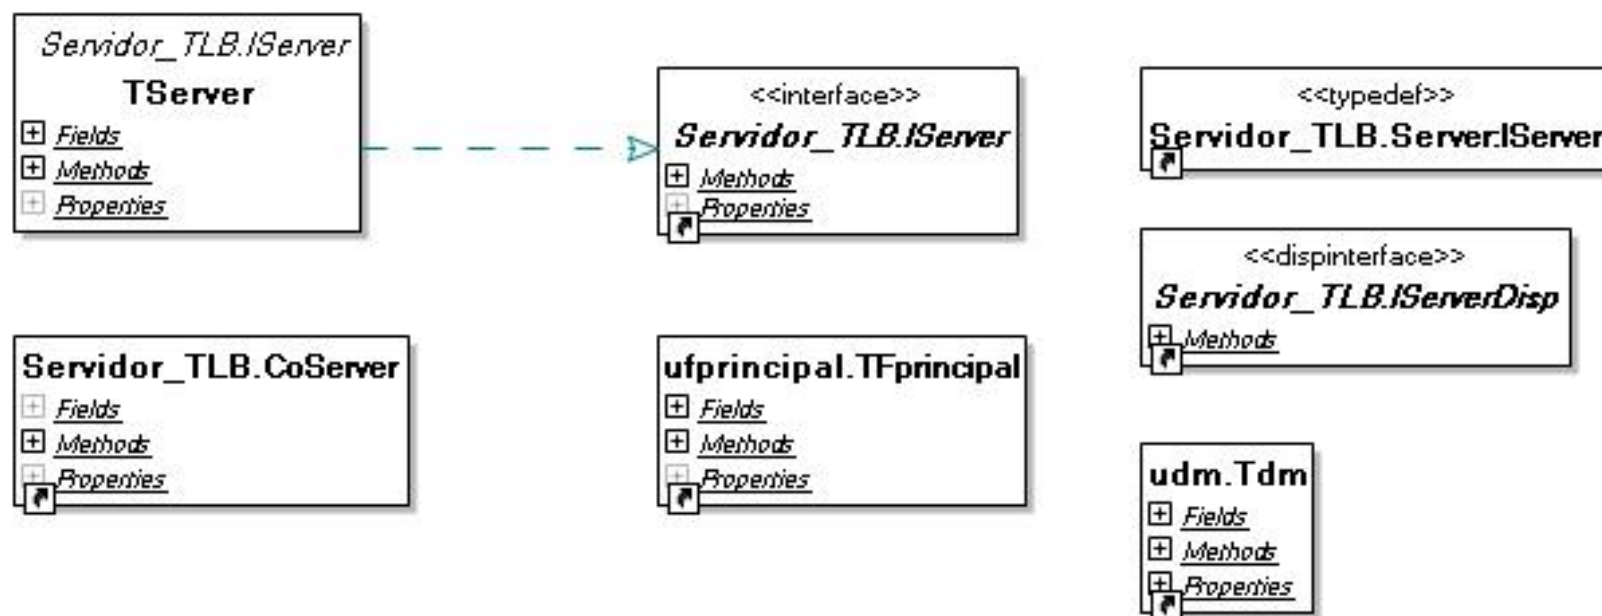 Servidor_TLB.IServer
TServer
Fields
Methods
Properties
<<interface>>
Servidor_TLB.IServer
Methods
Properties
<<typedef>>
Servidor_TLB.Server:IServer
<<dispinterface>>
Servidor_TLB.IServerDisp
Methods
Servidor_TLB.CoServer
Fields
Methods
Properties
ufprincipal.TFprincipal
Fields
Methods
Properties
udm.Tdm
Fields
Methods
Properties